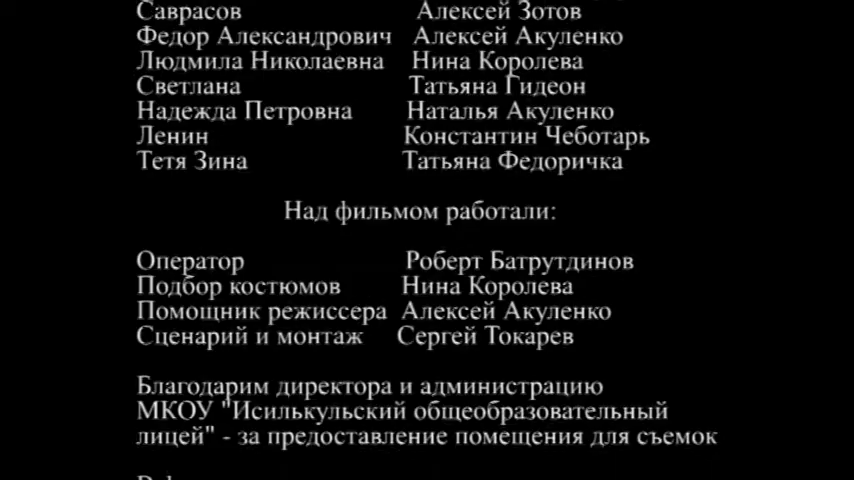 Саврасов Алексей Зотов
Федор Александрович Алексей Акуленко
Людмила Николаевна Нина Королева
Светлана Татьяна Гидеон
Надежда Петровна Наталья Акуленко
Ленин Константин Чеботарь
Тетя Зина Татьяна Федоричка
Над фильмом работали:
Оператор Роберт Батрутдинов
Подбор костюмов Нина Королева
Помощник режиссера Алексей Акуленко
Сценарий и монтаж Сергей Токарев
Благодарим директора и администрацию
МКОУ "Исилькульский общеобразовательный
лицей" - за предоставление помещения для съемок